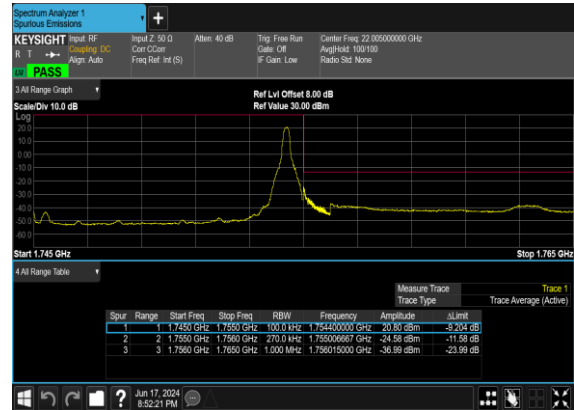 Spectrum Analyzer 1
Spurious Emissions
+
KEYSIGHT Input: RF Input Z: 50 Ω Atten: 40 dB Trig: Free Run Center Freq: 22.005000000 GHz
R T Coupling: DC Corr CCorr Gate: Off Avg|Hold: 100/100
Align: Auto Freq Ref: Int (S) IF Gain: Low Radio Std: None
PASS
3 All Range Graph
Ref Lvl Offset 8.00 dB
Scale/Div 10.0 dB Ref Value 30.00 dBm
Log
20.0
10.0
0.00
-10.0
-20.0
-30.0
-40.0
-50.0
-60.0
Start 1.745 GHz Stop 1.765 GHz
4 All Range Table
Measure Trace Trace 1
Trace Type Trace Average (Active)
Spur Range Start Freq Stop Freq RBW Frequency Amplitude ΔLimit
1 1 1.7450 GHz 1.7550 GHz 100.0 kHz 1.754400000 GHz 20.80 dBm -9.204 dB
2 2 1.7550 GHz 1.7560 GHz 270.0 kHz 1.755006667 GHz -24.58 dBm -11.58 dB
3 3 1.7560 GHz 1.7650 GHz 1.000 MHz 1.756015000 GHz -36.99 dBm -23.99 dB
? Jun 17, 2024
8:52:21 PM